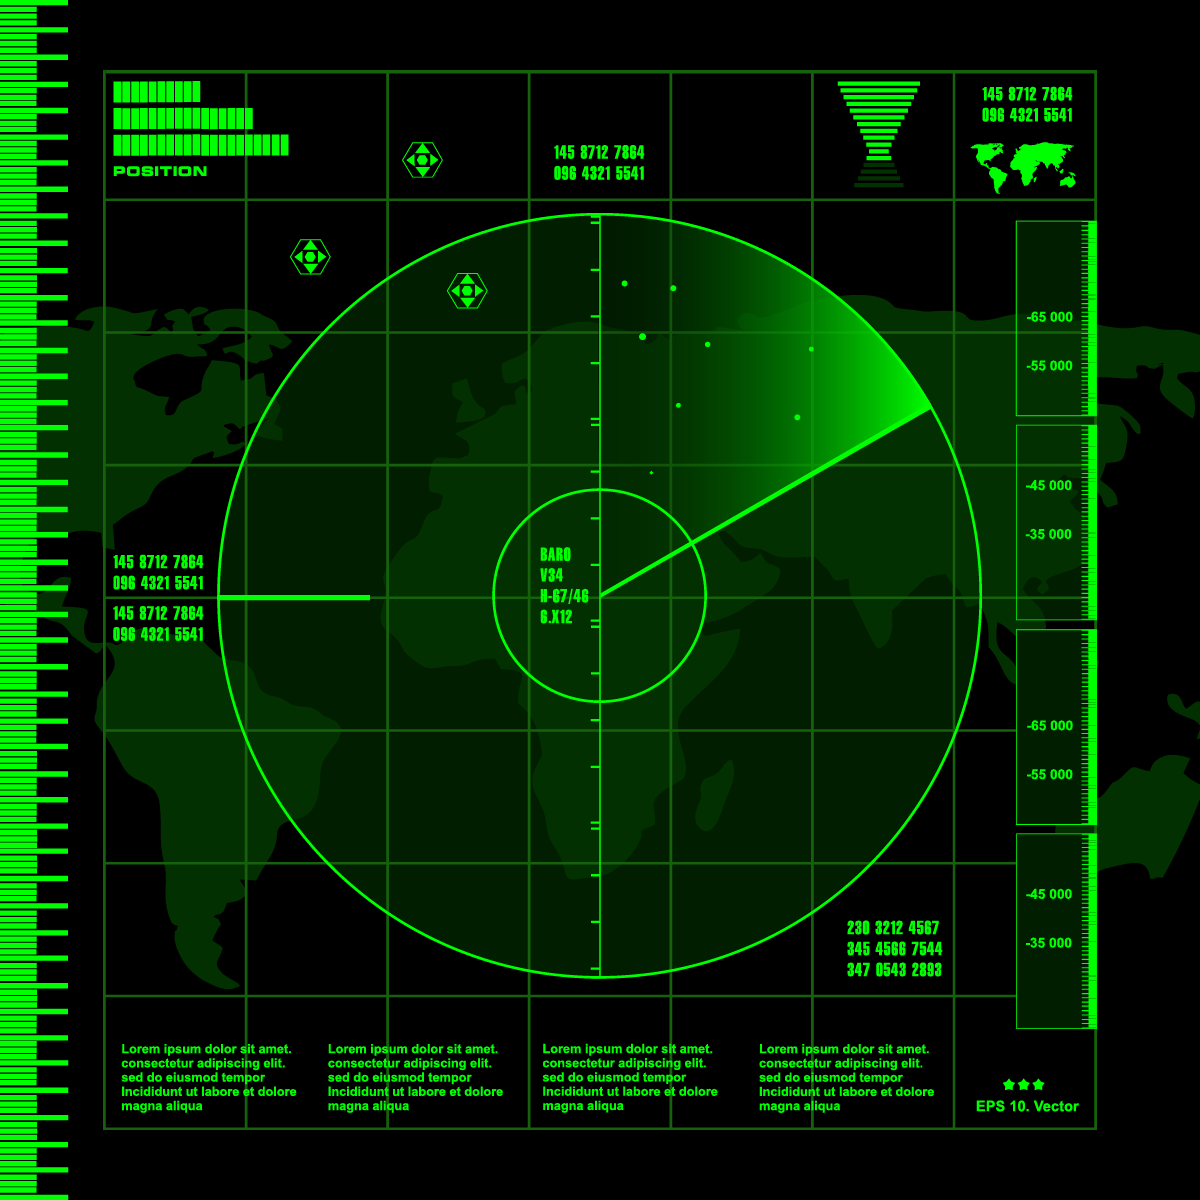 145 8712 7864
096 4321 5541
POSITION
145 8712 7864
096 4321 5541
-65 000
-55 000
-45 000
-35 000
145 8712 7864
096 4321 5541
145 8712 7864
096 4321 5541
BARO
V34
H-67/46
6.X12
-65 000
-55 000
-45 000
-35 000
230 3212 4567
345 4566 7544
347 0543 2893
Lorem ipsum dolor sit amet.
consectetur adipiscing elit.
sed do eiusmod tempor
Incididunt ut labore et dolore
magna aliqua
Lorem ipsum dolor sit amet.
consectetur adipiscing elit.
sed do eiusmod tempor
Incididunt ut labore et dolore
magna aliqua
Lorem ipsum dolor sit amet.
consectetur adipiscing elit.
sed do eiusmod tempor
Incididunt ut labore et dolore
magna aliqua
Lorem ipsum dolor sit amet.
consectetur adipiscing elit.
sed do eiusmod tempor
Incididunt ut labore et dolore
magna aliqua
EPS 10. Vector